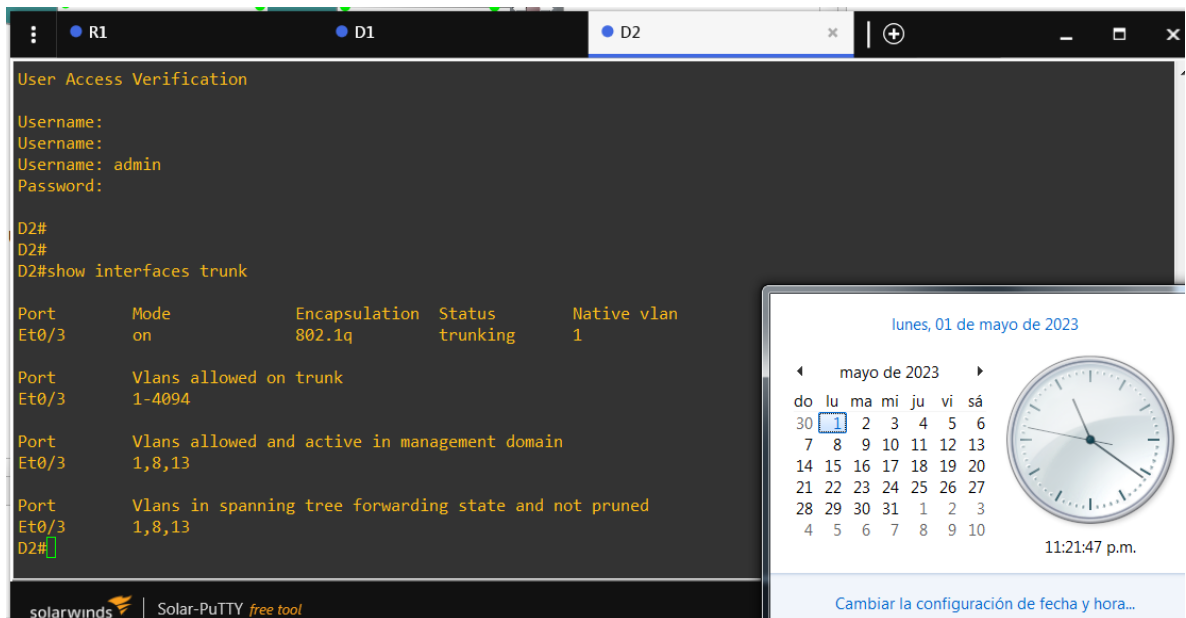 R1
D1
D2
User Access Verification
Username:
Username:
Username: admin
Password:
D2#
D2#
D2#show interfaces trunk
Port Mode Encapsulation Status Native vlan
Et0/3 on 802.1q trunking 1
Port Vlans allowed on trunk
Et0/3 1-4094
Port Vlans allowed and active in management domain
Et0/3 1,8,13
Port Vlans in spanning tree forwarding state and not pruned
Et0/3 1,8,13
D2#
solarwinds Solar-PuTTY free tool
lunes, 01 de mayo de 2023
mayo de 2023
do lu ma mi ju vi sá
30 1 2 3 4 5 6
7 8 9 10 11 12 13
14 15 16 17 18 19 20
21 22 23 24 25 26 27
28 29 30 31 1 2 3
4 5 6 7 8 9 10
11:21:47 p.m.
Cambiar la configuración de fecha y hora...